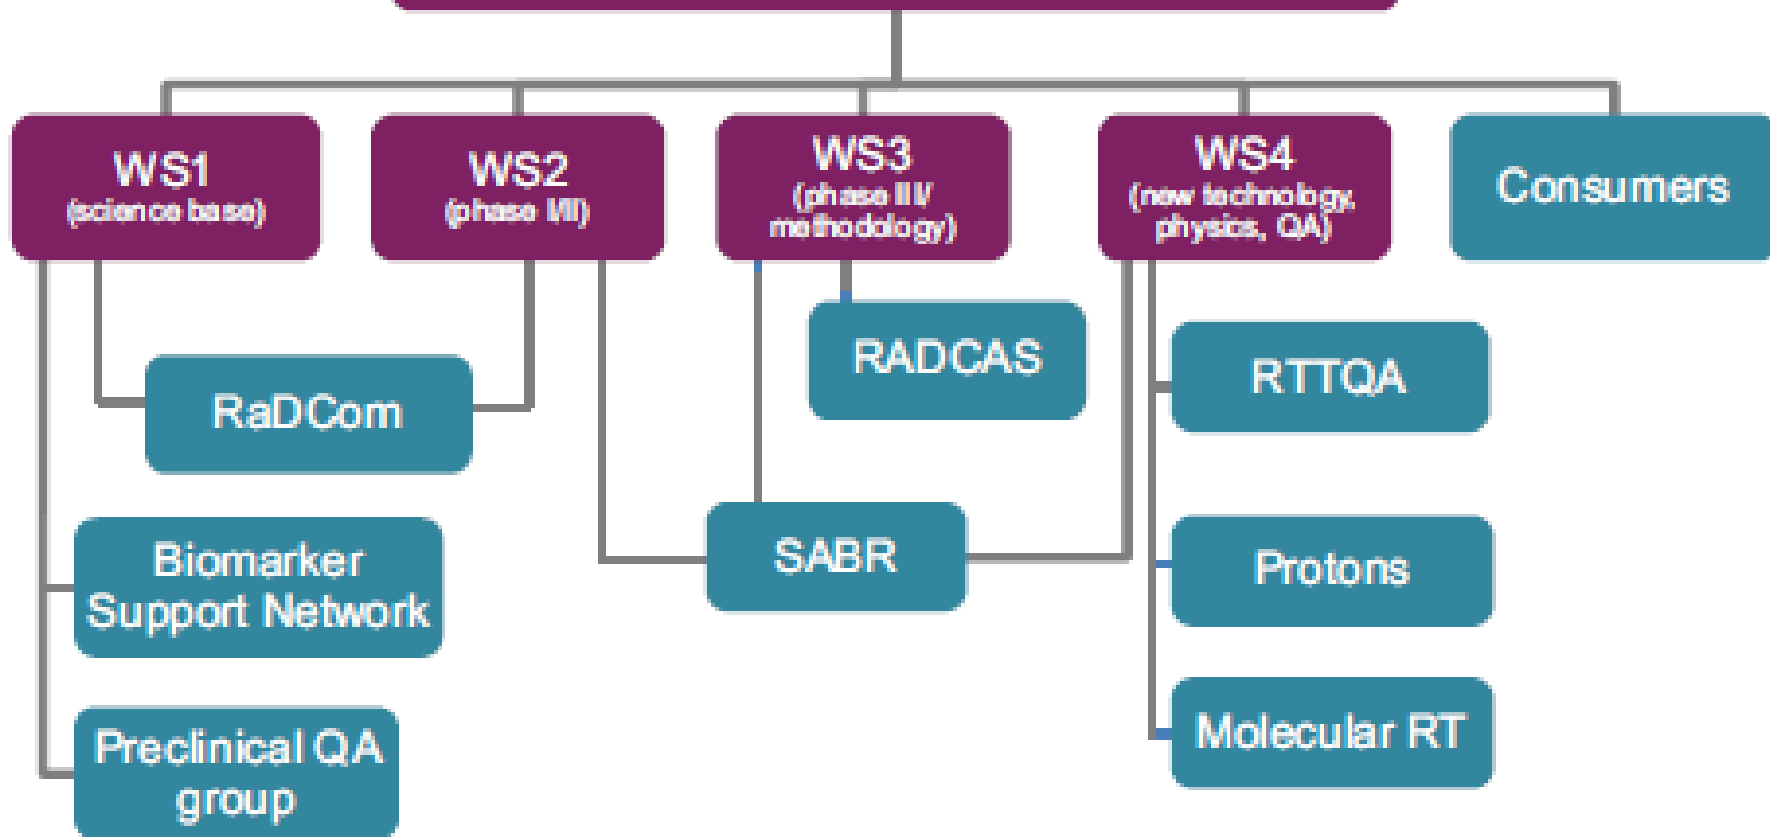 WS1
(science base)
WS2
(phase I/II)
WS3
(phase III/
methodology)
WS4
(new technology,
physics, QA)
Consumers
RaDCom
RADCAS
RTTQA
Biomarker
Support Network
SABR
Protons
Preclinical QA
group
Molecular RT